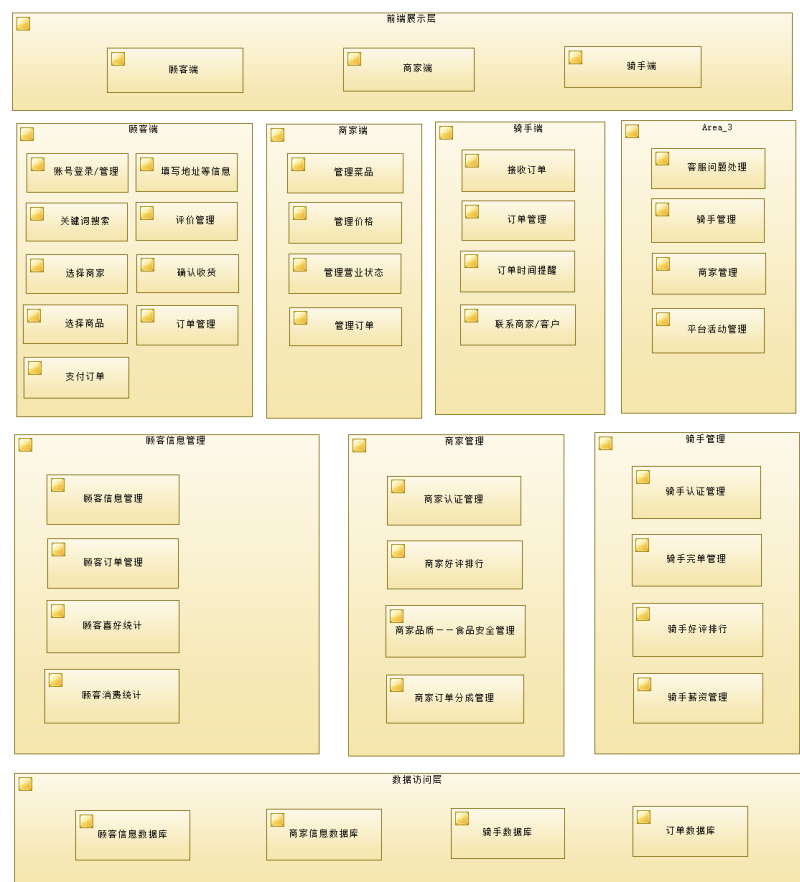 前端展示层
顾客端
商家端
骑手端
顾客端
账号登录/管理
填写地址等信息
关键词搜索
评价管理
选择商家
确认收货
选择商品
订单管理
支付订单
商家端
管理菜品
管理价格
管理营业状态
管理订单
骑手端
接收订单
订单管理
订单时间提醒
联系商家/客户
Area_3
客服问题处理
骑手管理
商家管理
平台活动管理
顾客信息管理
顾客信息管理
顾客订单管理
顾客喜好统计
顾客消费统计
商家管理
商家认证管理
商家好评排行
商家品质——食品安全管理
商家订单分成管理
骑手管理
骑手认证管理
骑手完单管理
骑手好评排行
骑手薪资管理
数据访问层
顾客信息数据库
商家信息数据库
骑手数据库
订单数据库